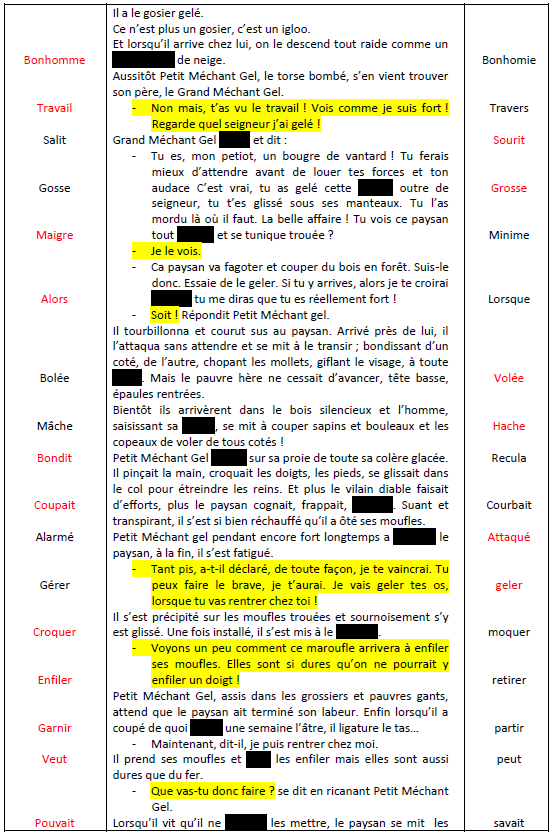 Bonhomme
Travail
Salit
Gosse
Maigre
Alors
Bolée
Mâche
Bondit
Coupait
Alarmé
Gérer
Croquer
Enfiler
Garnir
Veut
Pouvait
Il a le gosier gelé.
Ce n'est plus un gosier, c'est un igloo.
Et lorsqu'il arrive chez lui, on le descend tout raide comme un
de neige.
Aussitôt Petit Méchant Gel, le torse bombé, s'en vient trouver
son père, le Grand Méchant Gel.
- Non mais, t'as vu le travail ! Vois comme je suis fort !
Regarde quel seigneur j'ai gelé !
Grand Méchant Gel et dit :
- Tu es, mon petiot, un bougre de vantard ! Tu ferais
mieux d'attendre avant de louer tes forces et ton
audace C'est vrai, tu as gelé cette outre de
seigneur, tu t'es glissé sous ses manteaux. Tu l'as
mordu là où il faut. La belle affaire ! Tu vois ce paysan
tout et se tunique trouée ?
- Je le vois.
- Ca paysan va fagoter et couper du bois en forêt. Suis-le
donc. Essaie de le geler. Si tu y arrives, alors je te croirai
tu me diras que tu es réellement fort !
- Soit ! Répondit Petit Méchant gel.
Il tourbillonna et courut sus au paysan. Arrivé près de lui, il
l'attaqua sans attendre et se mit à le transir ; bondissant d'un
coté, de l'autre, chopant les mollets, giflant le visage, à toute
. Mais le pauvre hère ne cessait d'avancer, tête basse,
épaules rentrées.
Bientôt ils arrivèrent dans le bois silencieux et l'homme,
saisissant sa , se mit à couper sapins et bouleaux et les
copeaux de voler de tous cotés !
Petit Méchant Gel sur sa proie de toute sa colère glacée.
Il pinçait la main, croquait les doigts, les pieds, se glissait dans
le col pour étreindre les reins. Et plus le vilain diable faisait
d'efforts, plus le paysan cognait, frappait, . Suant et
transpirant, il s'est si bien réchauffé qu'il a ôté ses moufles.
Petit Méchant gel pendant encore fort longtemps a le
paysan, à la fin, il s'est fatigué.
- Tant pis, a-t-il déclaré, de toute façon, je te vaincrai. Tu
peux faire le brave, je t'aurai. Je vais geler tes os,
lorsque tu vas rentrer chez toi !
Il s'est précipité sur les moufles trouées et sournoisement s'y
est glissé. Une fois installé, il s'est mis à le .
- Voyons un peu comment ce maroufle arrivera à enfiler
ses moufles. Elles sont si dures qu'on ne pourrait y
enfiler un doigt !
Petit Méchant Gel, assis dans les grossiers et pauvres gants,
attend que le paysan ait terminé son labeur. Enfin lorsqu'il a
coupé de quoi une semaine l'âtre, il ligature le tas...
- Maintenant, dit-il, je puis rentrer chez moi.
Il prend ses moufles et les enfiler mais elles sont aussi
dures que du fer.
- Que vas-tu donc faire ? se dit en ricanant Petit Méchant
Gel.
Lorsqu'il vit qu'il ne les mettre, le paysan se mit les
Bonhomie
Travers
Sourit
Grosse
Minime
Lorsque
Volée
Hache
Recula
Courbait
Attaqué
geler
moquer
retirer
partir
peut
savait